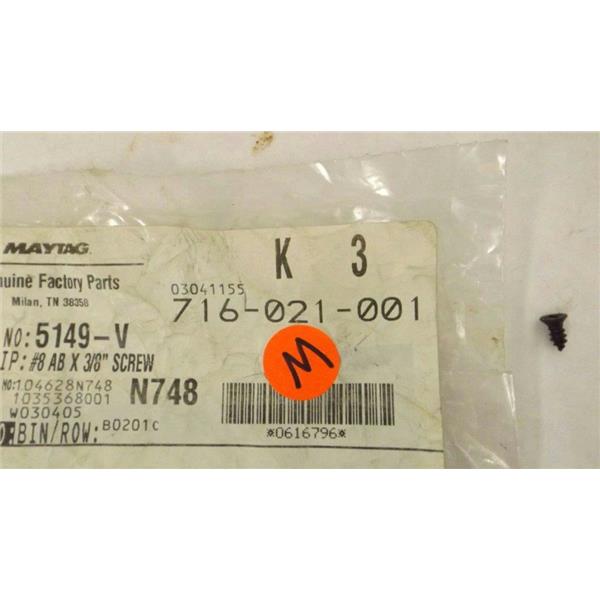 MAYTAG
nuine Factory Parts
Milan, TN 38358
K 3
03041155
716-021-001
NO: 5149-V
IP: #8 AB X 3/8" SCREW
NO: 104628N748
1035368001
N748
W030405
BIN/ROW: B0201C
M
*0616796*